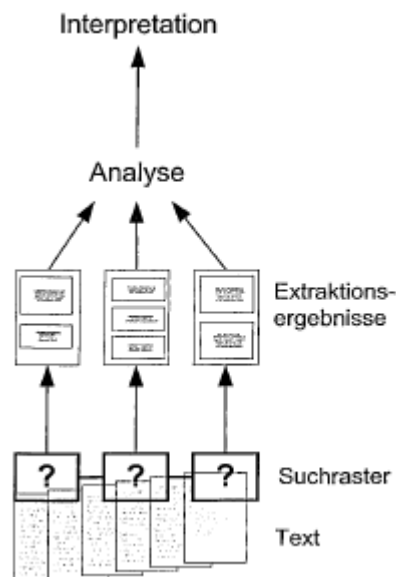 Interpretation
Analyse
Extraktions-
ergebnisse
?
?
?
Suchraster
Text